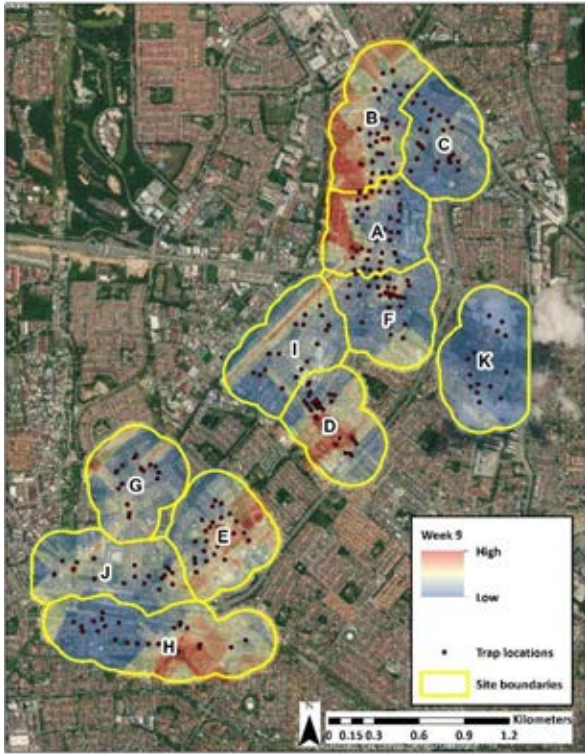 B
C
A
F
I
K
D
G
E
J
H
Week 9
High
Low
Trap locations
Site boundaries
N
Kilometers
0 0.15 0.3 0.6 0.9 1.2